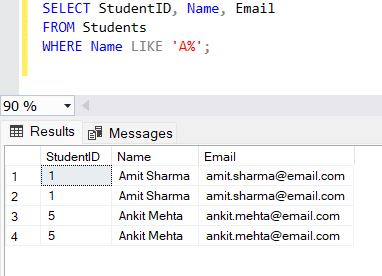 SELECT StudentID, Name, Email
FROM Students
WHERE Name LIKE 'A%';
90 %
Results Messages
StudentID Name Email
1 1 Amit Sharma amit.sharma@email.com
2 1 Amit Sharma amit.sharma@email.com
3 5 Ankit Mehta ankit.mehta@email.com
4 5 Ankit Mehta ankit.mehta@email.com